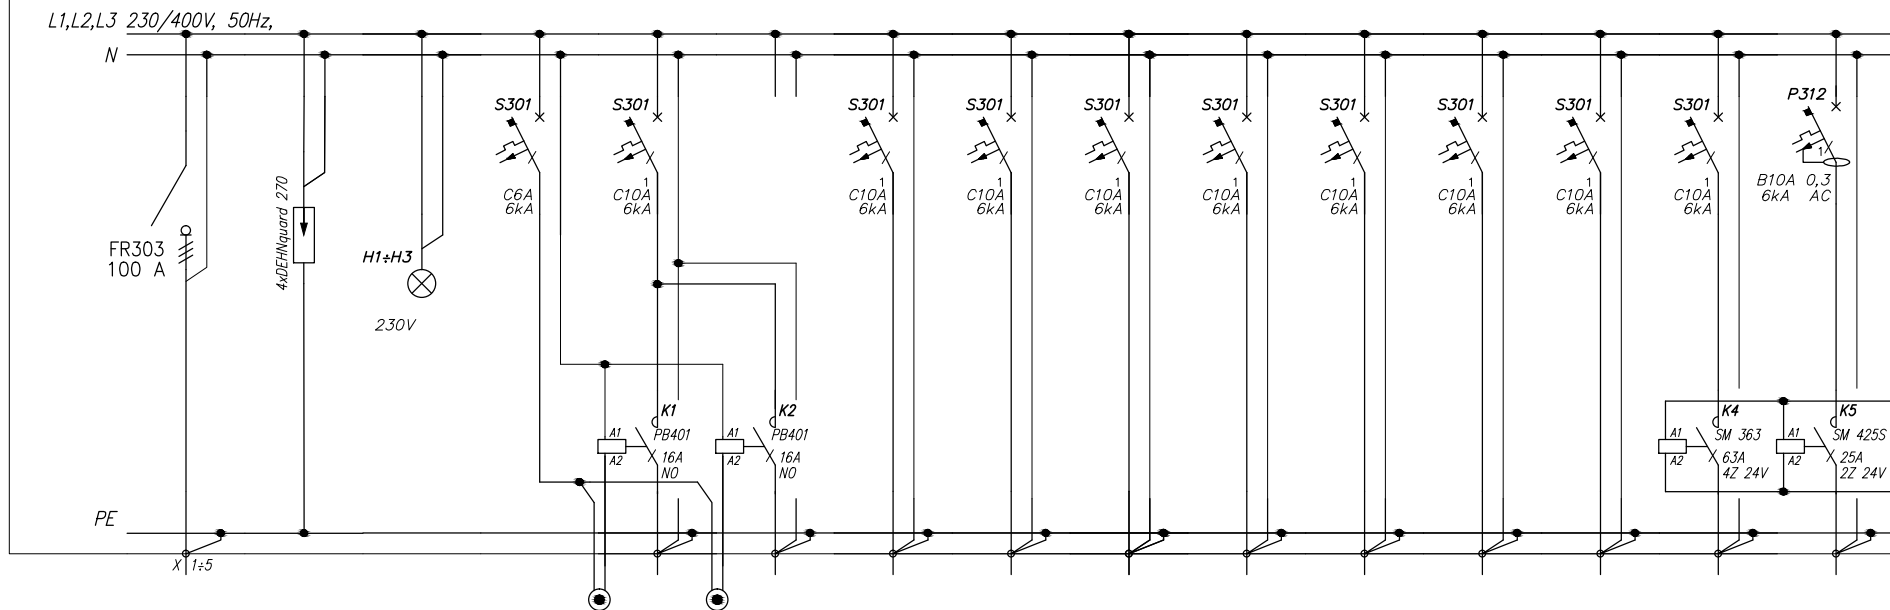 L1,L2,L3 230/400V, 50Hz,
N
FR303
100 A
4xDEHNquard 270
H1÷H3
230V
S301
C6A
6kA
S301
1
C10A
6kA
S301
1
C10A
6kA
S301
1
C10A
6kA
S301
1
C10A
6kA
S301
1
C10A
6kA
S301
1
C10A
6kA
S301
1
C10A
6kA
S301
1
C10A
6kA
S301
1
C10A
6kA
P312
1
B10A 0,3
6kA AC
K1
A1
PB401
A2
16A
NO
K2
A1
PB401
A2
16A
NO
K4
A1
SM 363
A2
63A
4Z 24V
K5
A1
SM 425S
A2
25A
2Z 24V
PE
X 1÷5